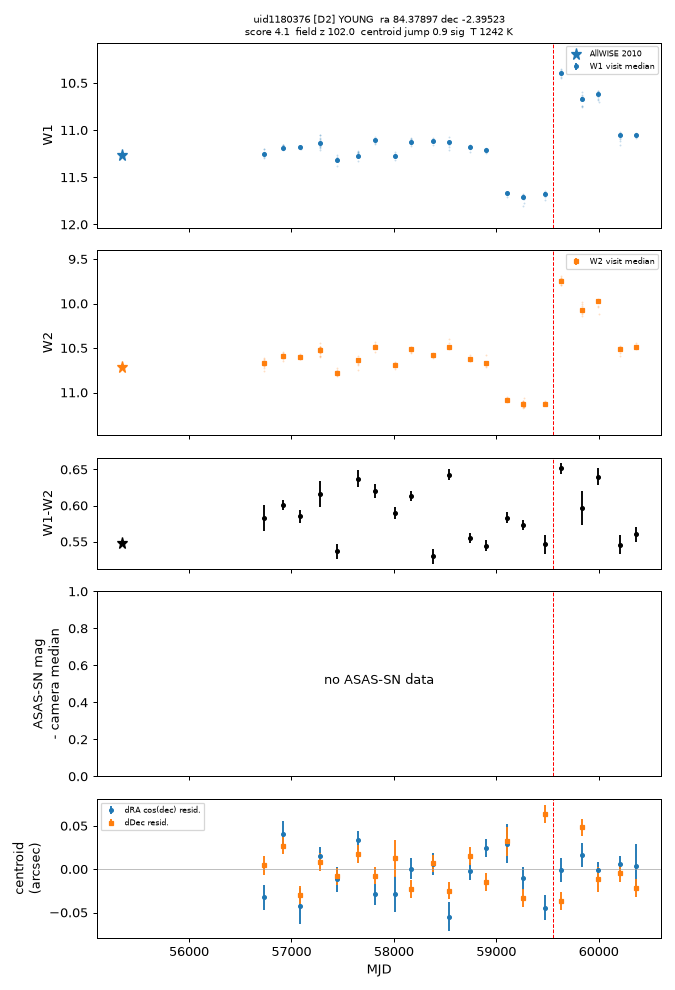 uid1180376 [D2] YOUNG ra 84.37897 dec -2.39523
score 4.1 field z 102.0 centroid jump 0.9 sig T 1242 K
AllWISE 2010
W1 visit median
10.5
11.0
11.5
12.0
W1
W2 visit median
9.5
10.0
10.5
11.0
W2
0.65
0.60
0.55
W1-W2
1.0
0.8
0.6
0.4
0.2
0.0
ASAS-SN mag
- camera median
no ASAS-SN data
dRA cos(dec) resid.
dDec resid.
0.05
0.00
−0.05
centroid
(arcsec)
56000
57000
58000
59000
60000
MJD